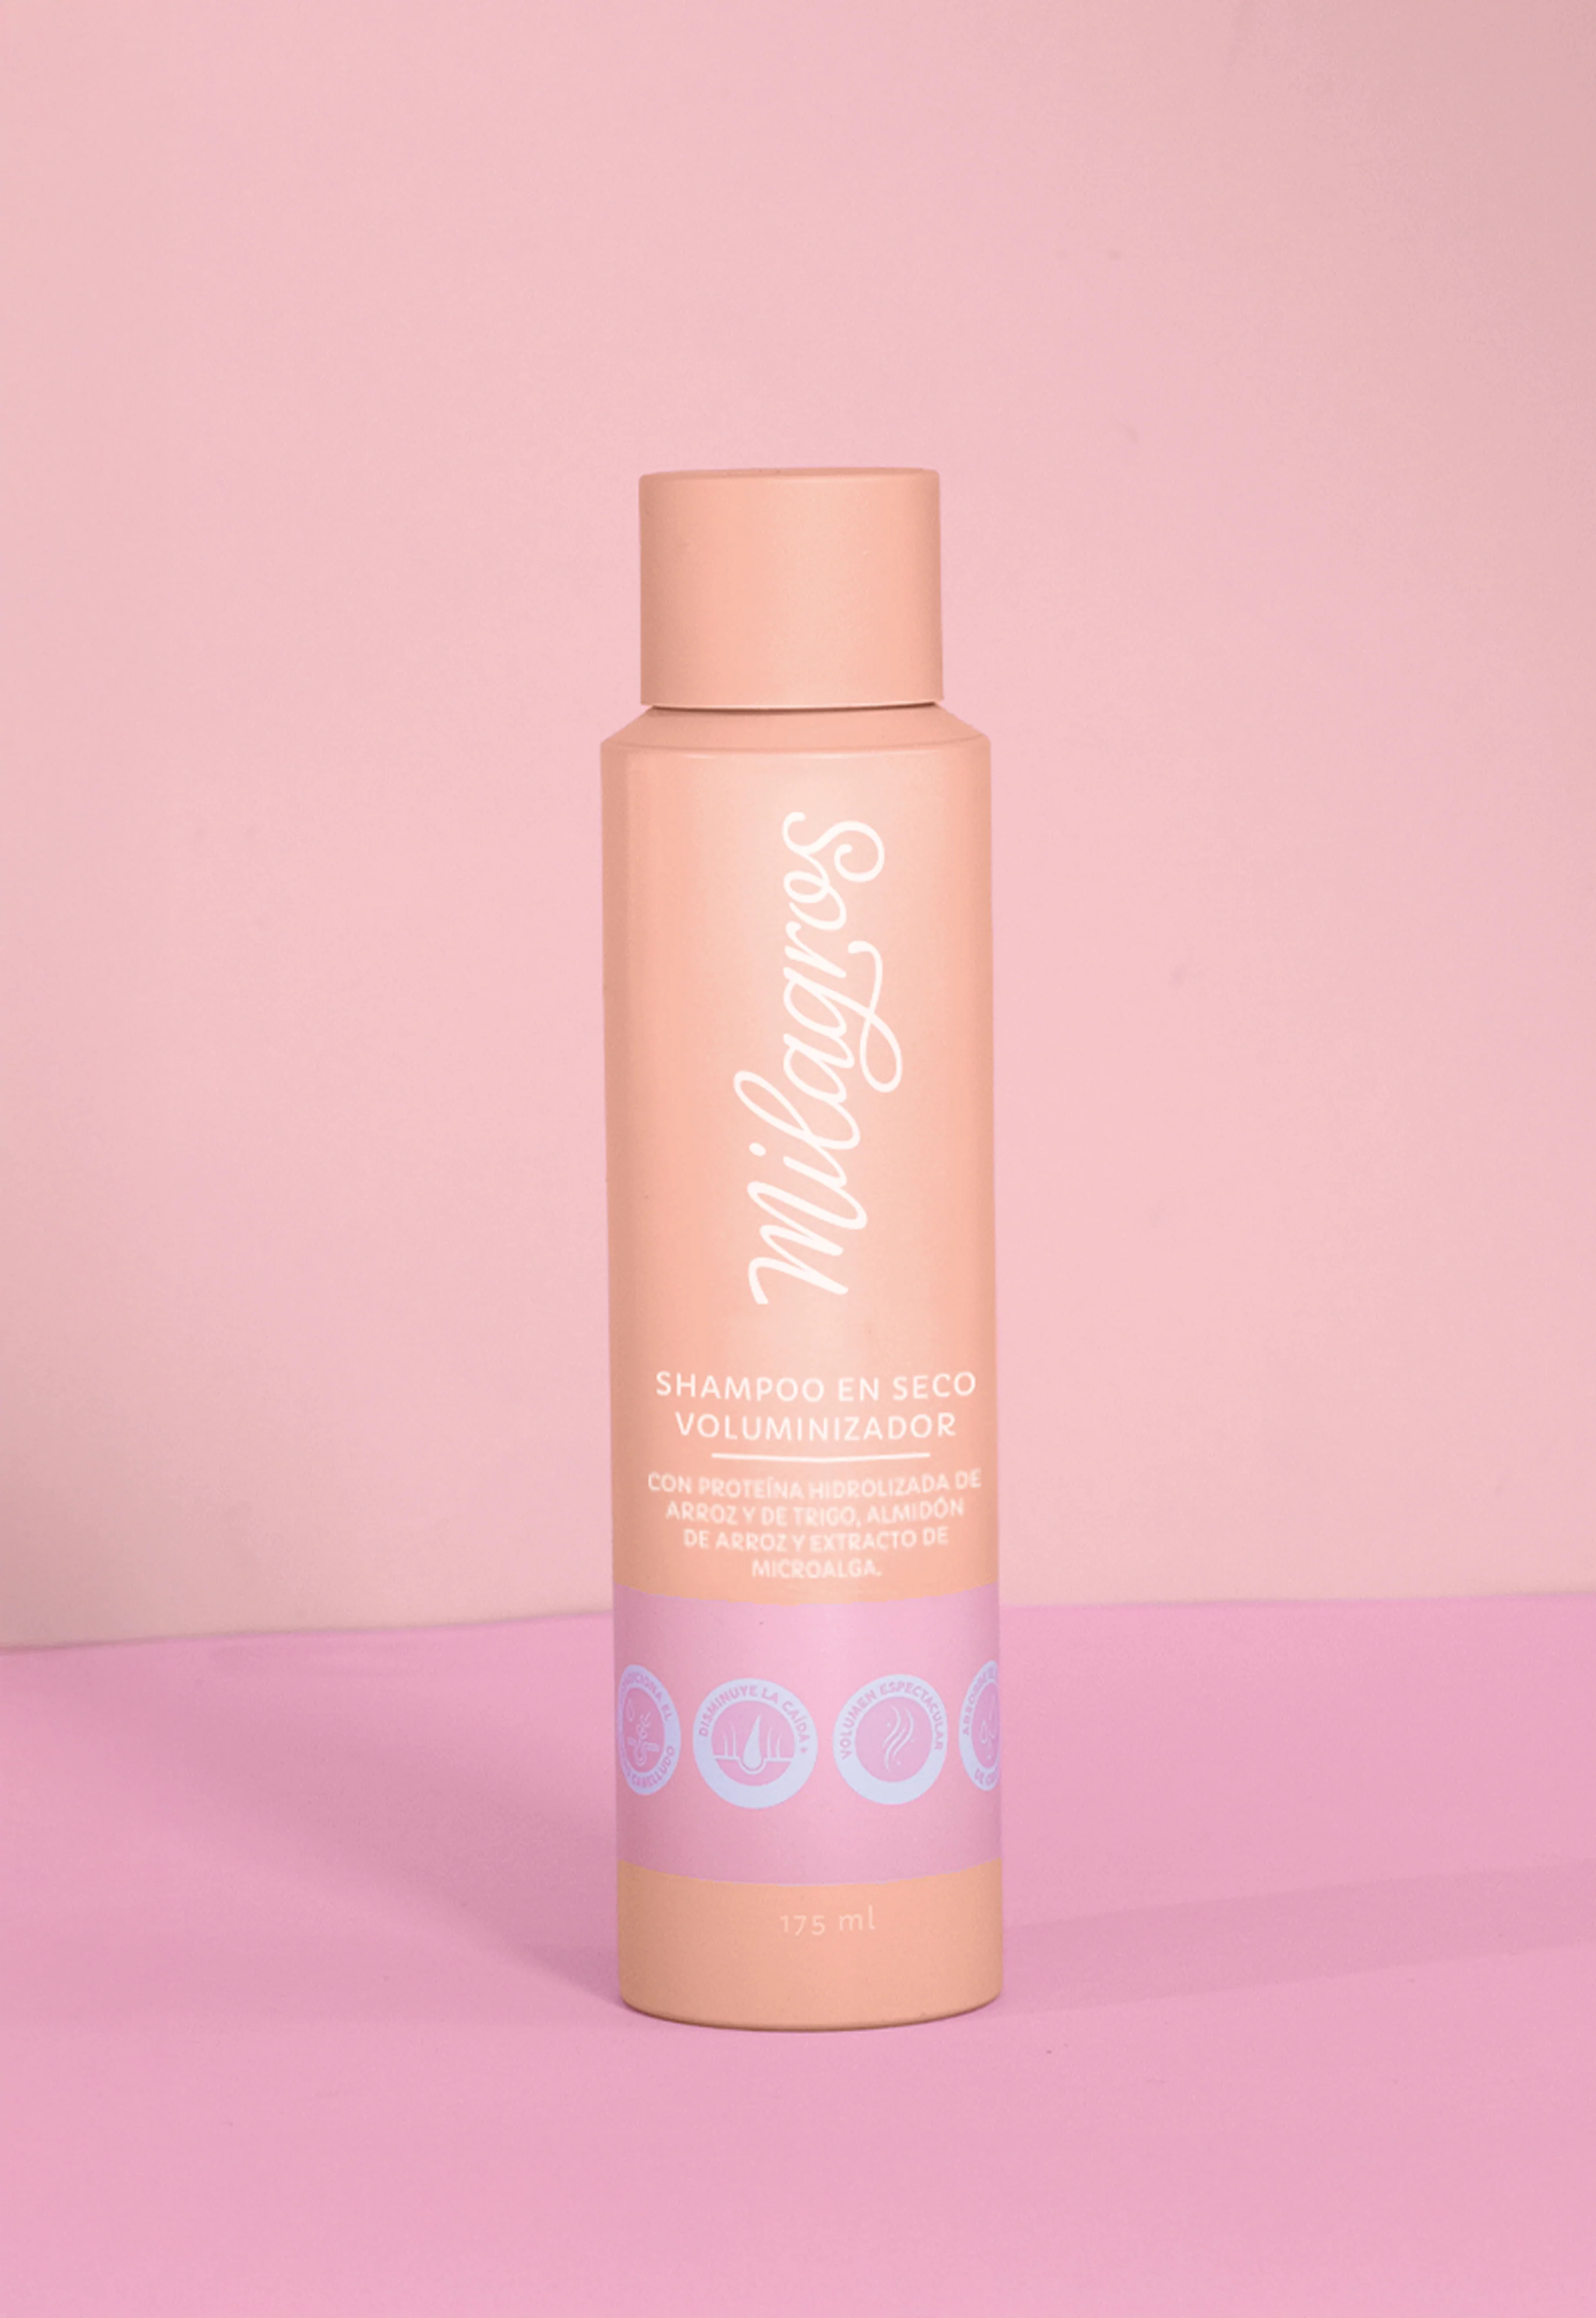 Milagros
SHAMPOO EN SECO
VOLUMINIZADOR
CON PROTEÍNA HIDROLIZADA DE
ARROZ Y DE TRIGO, ALMIDÓN
DE ARROZ Y EXTRACTO DE
MICROALGA.
EL
DISMINUYE LA CAÍDA
VOLUMEN ESPECTACULAR
175 ml